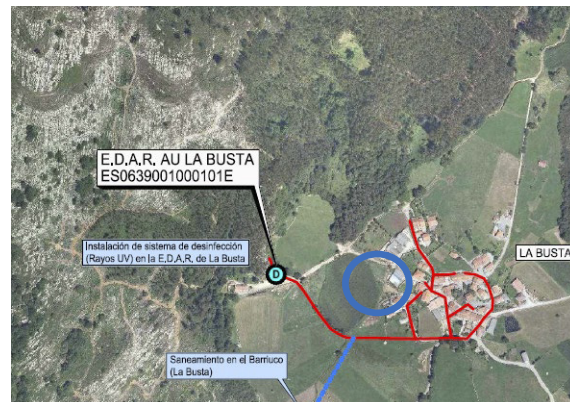 E.D.A.R. AU LA BUSTA
ES0639001000101E
Instalación de sistema de desinfección
(Rayos UV) en la E.D.A.R. de La Busta
D
LA BUSTA
Saneamiento en el Barriuco
(La Busta)